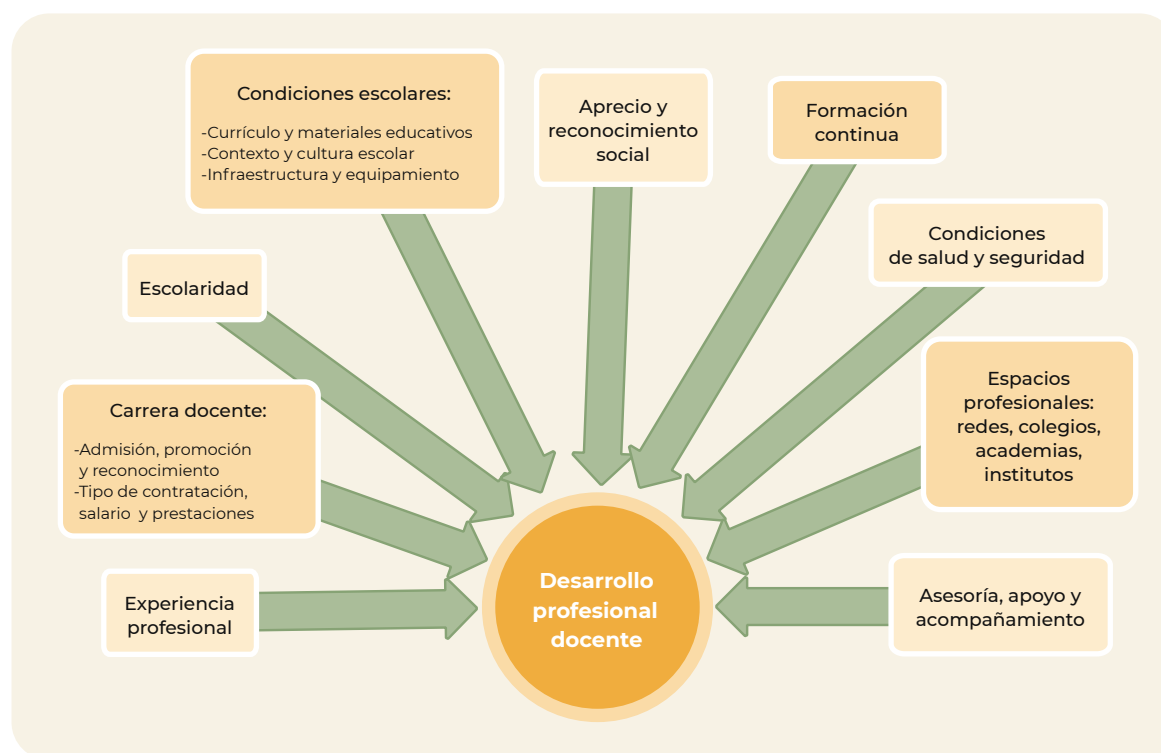 Condiciones escolares:
-Currículo y materiales educativos
-Contexto y cultura escolar
-Infraestructura y equipamiento
Aprecio y
reconocimiento
social
Formación
continua
Condiciones
de salud y seguridad
Escolaridad
Espacios
profesionales:
redes, colegios,
academias,
institutos
Carrera docente:
-Admisión, promoción
y reconocimiento
-Tipo de contratación,
salario y prestaciones
Experiencia
profesional
Desarrollo
profesional
docente
Asesoría, apoyo y
acompañamiento